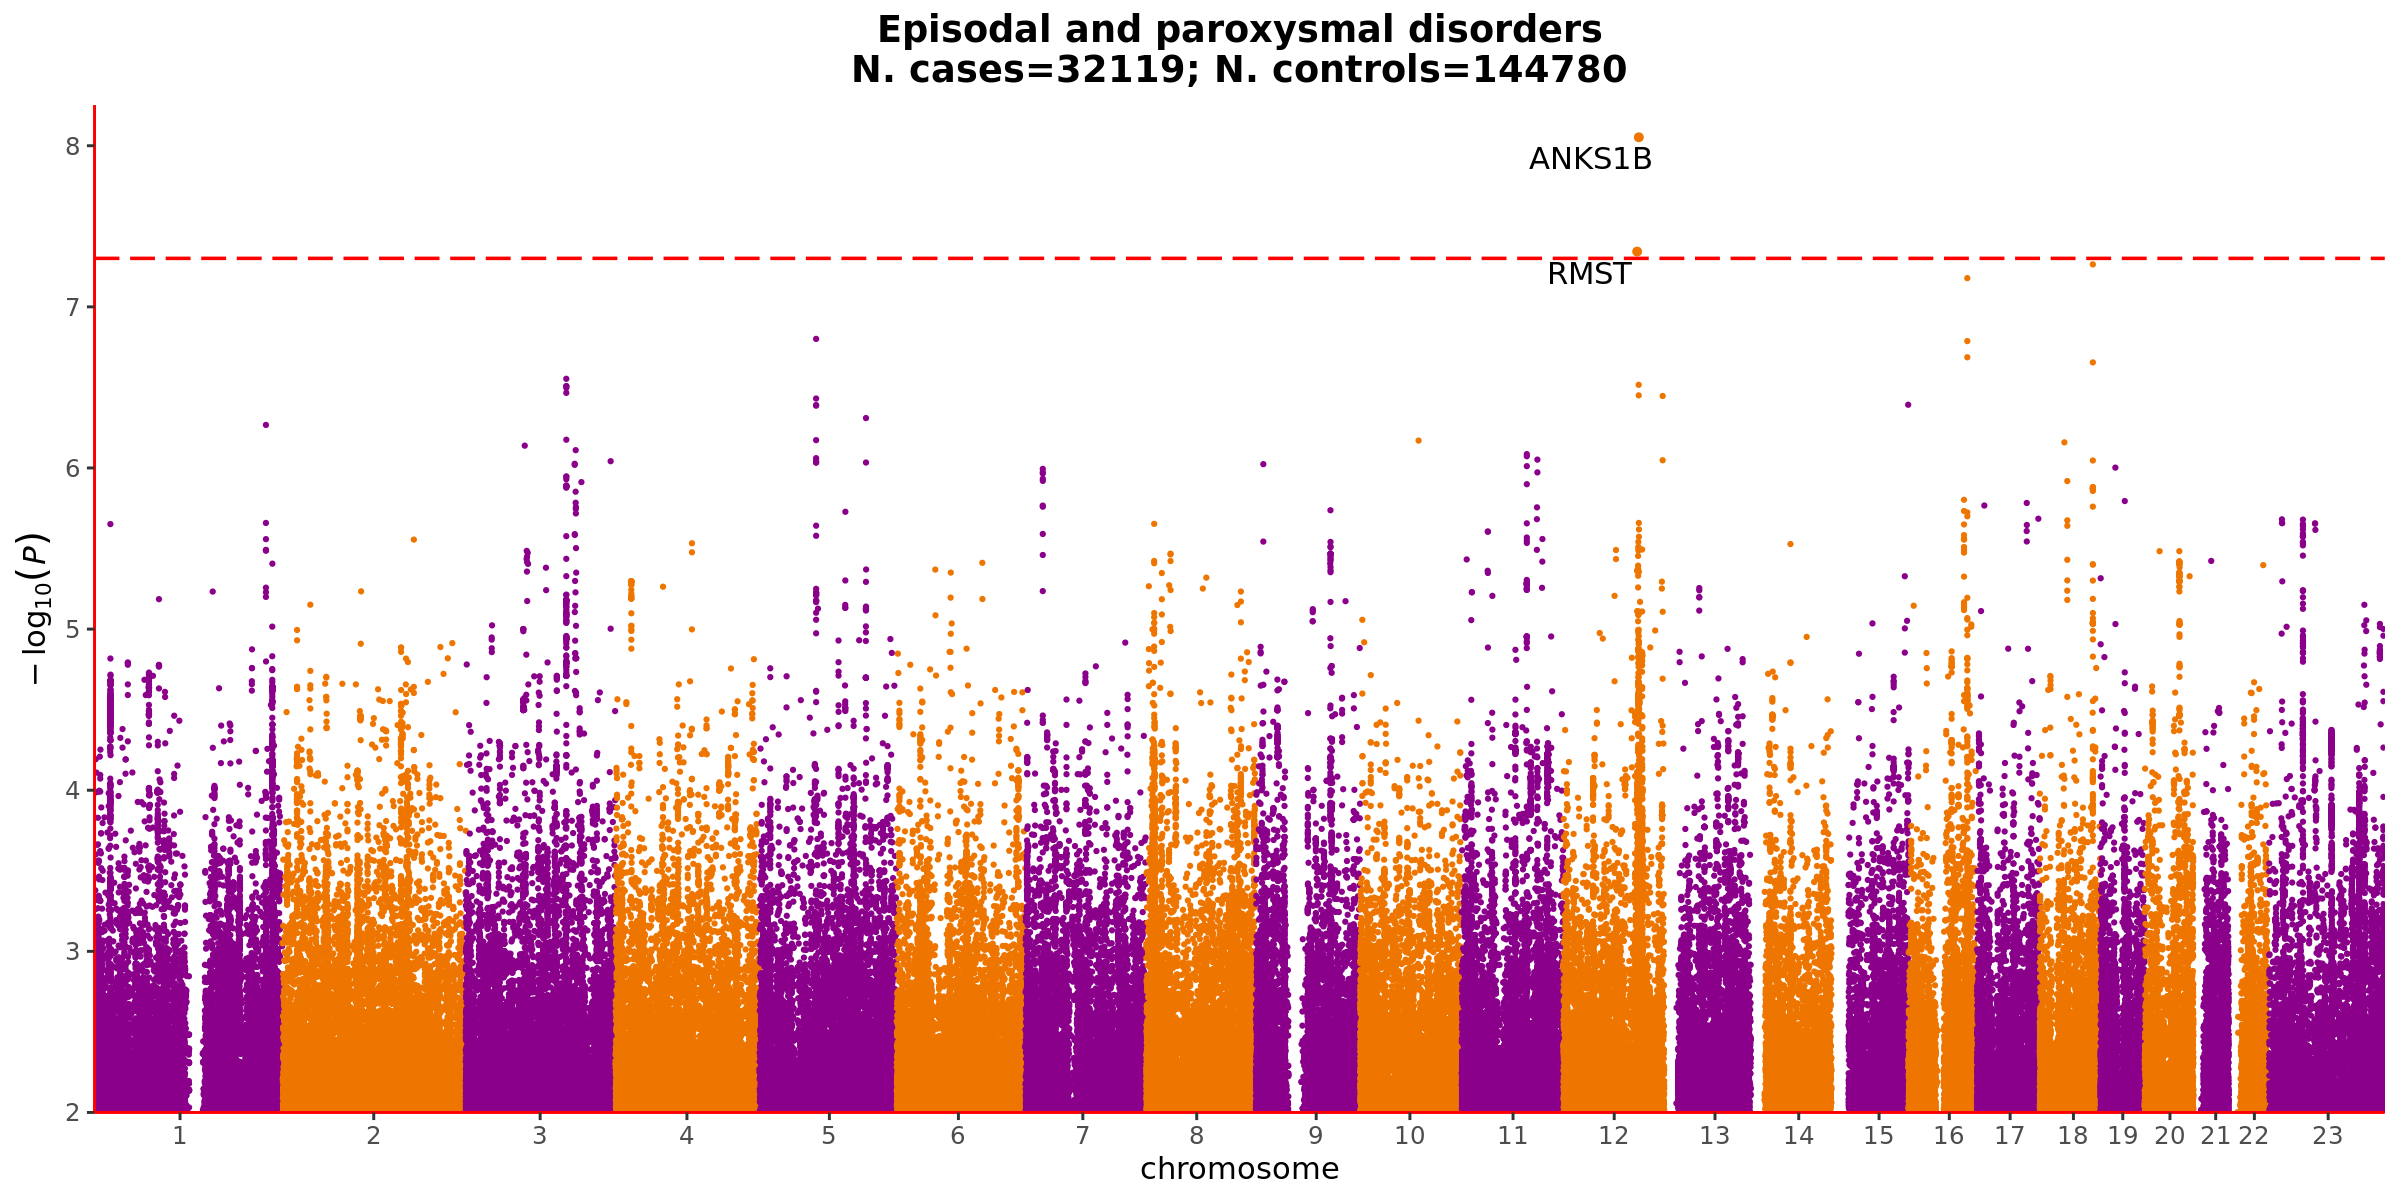 Episodal and paroxysmal disorders
N. cases=32119; N. controls=144780
8
7
6
5
4
3
2
− log10(P)
ANKS1B
RMST
1 2 3 4 5 6 7 8 9 10 11 12 13 14 15 16 17 18 19 20 21 22 23
chromosome